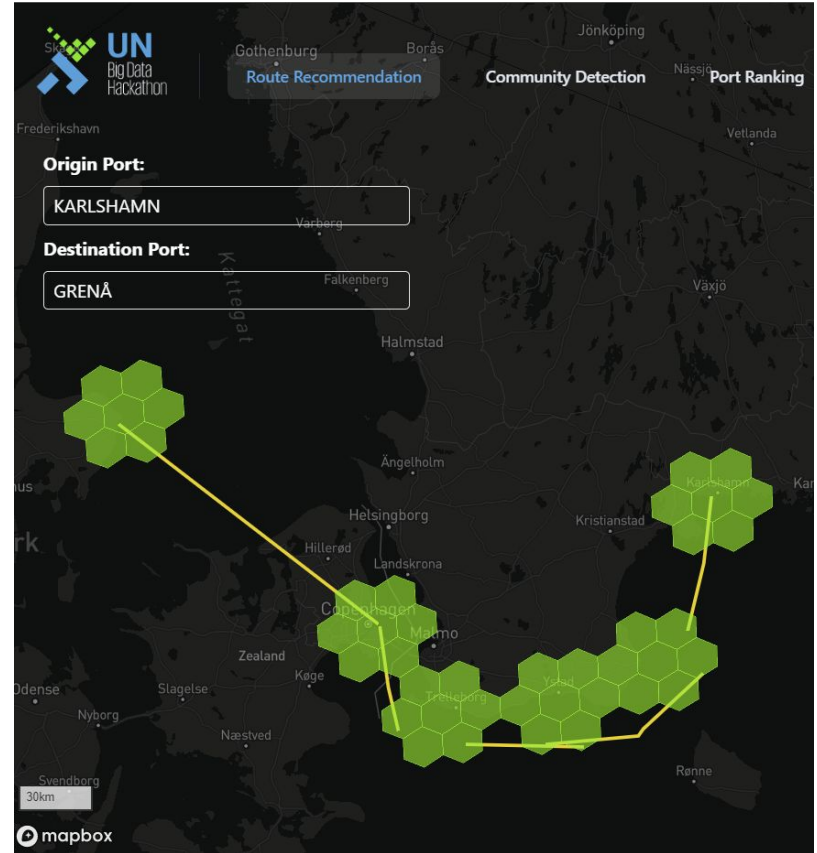 UN
Big Data
Hackathon
Gothenburg
Borås
Jönköping
Route Recommendation
Community Detection
Nässjö
Port Ranking
Frederikshavn
Vetlanda
Origin Port:
KARLSHAMN
Varberg
Destination Port:
Kattegat
GRENÅ
Falkenberg
Växjö
Halmstad
Ängelholm
Karlshamn
Helsingborg
Kristianstad
Hillerød
Landskrona
Copenhagen
Malmo
Zealand
Køge
Ystad
Slagelse
Trelleborg
Nyborg
Næstved
Rønne
Svendborg
30km
mapbox